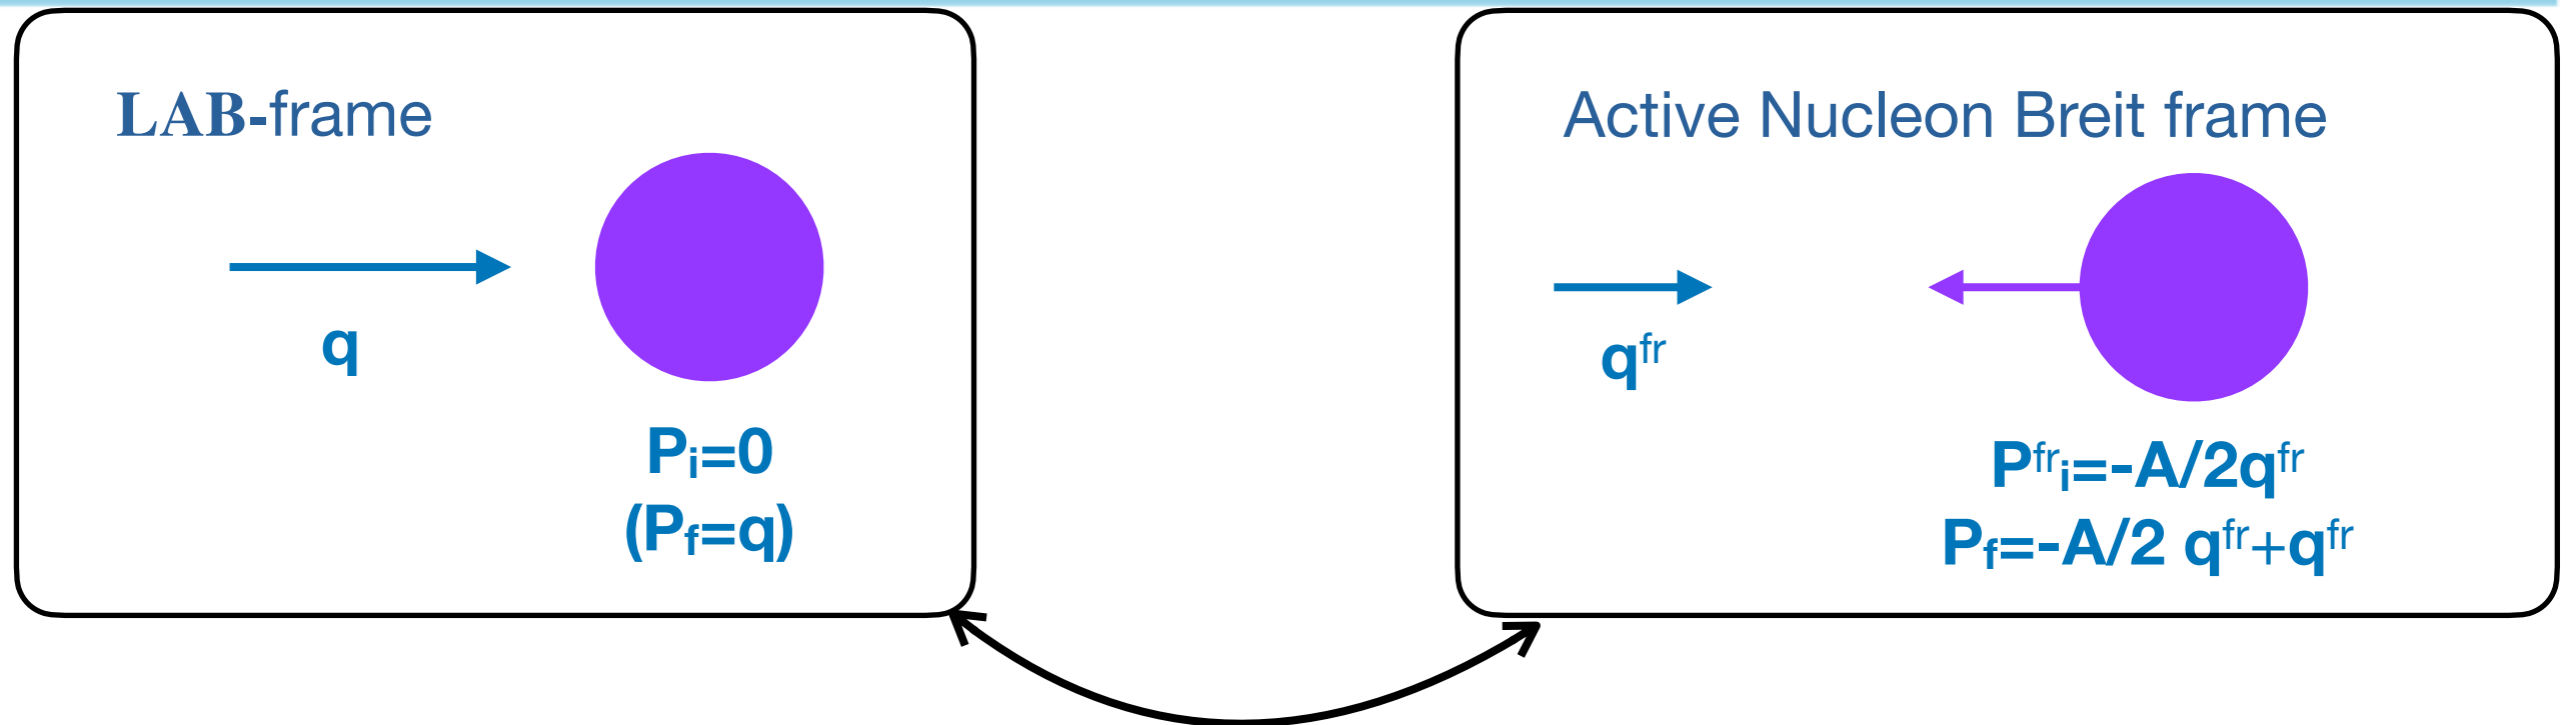 LAB-frame
q
Pi=0
(Pf=q)
Active Nucleon Breit frame
qfr
Pfri=-A/2qfr
Pf=-A/2 qfr+qfr